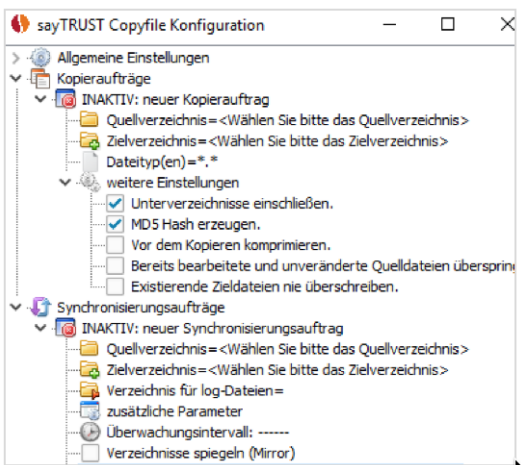 sayTRUST Copyfile Konfiguration
Allgemeine Einstellungen
Kopieraufträge
INAKTIV: neuer Kopierauftrag
Quellverzeichnis=<Wählen Sie bitte das Quellverzeichnis>
Zielverzeichnis=<Wählen Sie bitte das Zielverzeichnis>
Dateityp(en)=*.*
weitere Einstellungen
Unterverzeichnisse einschließen.
MD5 Hash erzeugen.
Vor dem Kopieren komprimieren.
Bereits bearbeitete und unveränderte Quelldateien überspring
Existierende Zieldateien nie überschreiben.
Synchronisierungsaufträge
INAKTIV: neuer Synchronisierungsauftrag
Quellverzeichnis=<Wählen Sie bitte das Quellverzeichnis>
Zielverzeichnis=<Wählen Sie bitte das Zielverzeichnis>
Verzeichnis für log-Dateien=
zusätzliche Parameter
Überwachungsintervall: ------
Verzeichnisse spiegeln (Mirror)